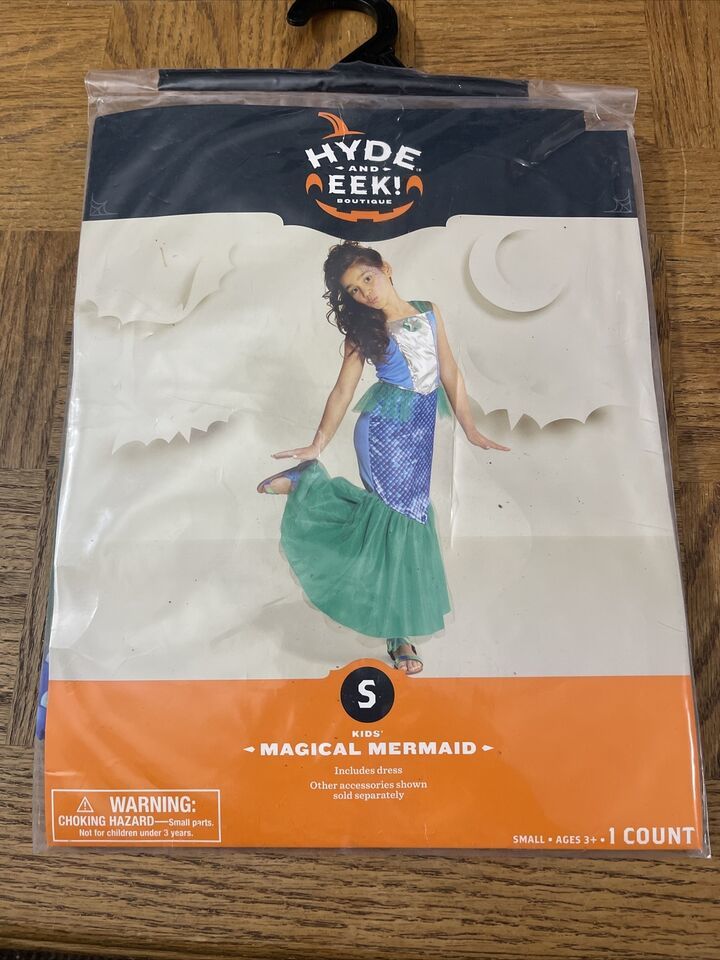 HYDE
AND
EEK!
BOUTIQUE
S
KIDS'
MAGICAL MERMAID
Includes dress
Other accessories shown
sold separately
WARNING:
CHOKING HAZARD—Small parts.
Not for children under 3 years.
SMALL • AGES 3+ • 1 COUNT